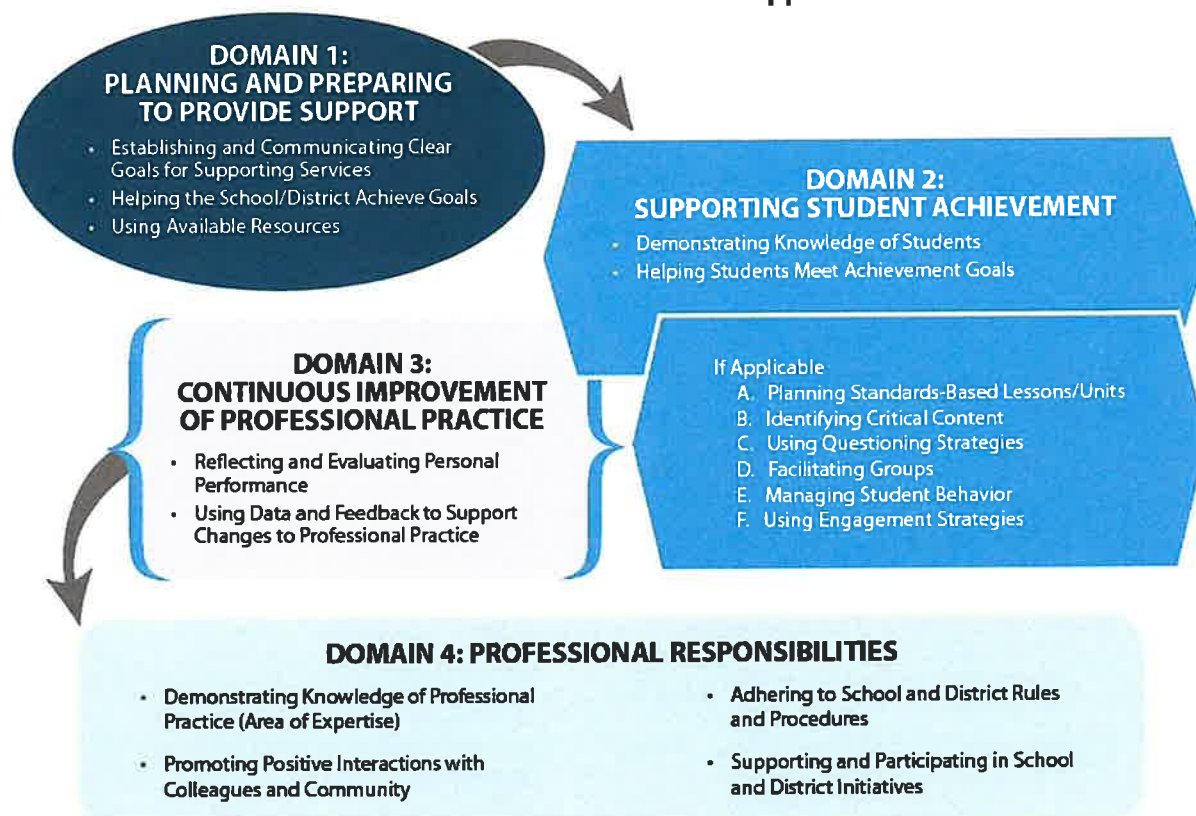 DOMAIN 1:
PLANNING AND PREPARING
TO PROVIDE SUPPORT
• Establishing and Communicating Clear
Goals for Supporting Services
• Helping the School/District Achieve Goals
• Using Available Resources
DOMAIN 2:
SUPPORTING STUDENT ACHIEVEMENT
• Demonstrating Knowledge of Students
• Helping Students Meet Achievement Goals
If Applicable
A. Planning Standards-Based Lessons/Units
B. Identifying Critical Content
C. Using Questioning Strategies
D. Facilitating Groups
E. Managing Student Behavior
F. Using Engagement Strategies
DOMAIN 3:
CONTINUOUS IMPROVEMENT
OF PROFESSIONAL PRACTICE
• Reflecting and Evaluating Personal
Performance
• Using Data and Feedback to Support
Changes to Professional Practice
DOMAIN 4: PROFESSIONAL RESPONSIBILITIES
• Demonstrating Knowledge of Professional
Practice (Area of Expertise)
• Promoting Positive Interactions with
Colleagues and Community
• Adhering to School and District Rules
and Procedures
• Supporting and Participating in School
and District Initiatives